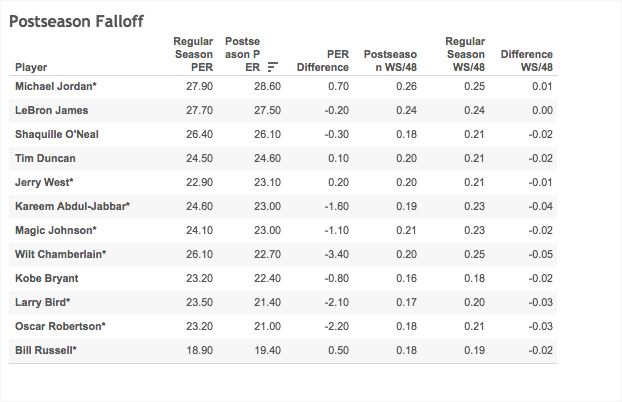 Postseason Falloff
Player Regular Season PER Postse ason P ER PER Difference Postseaso n WS/48 Regular Season WS/48 Difference WS/48
Michael Jordan* 27.90 28.60 0.70 0.26 0.25 0.01
LeBron James 27.70 27.50 -0.20 0.24 0.24 0.00
Shaquille O'Neal 26.40 26.10 -0.30 0.18 0.21 -0.02
Tim Duncan 24.50 24.60 0.10 0.20 0.21 -0.02
Jerry West* 22.90 23.10 0.20 0.20 0.21 -0.01
Kareem Abdul-Jabbar* 24.60 23.00 -1.60 0.19 0.23 -0.04
Magic Johnson* 24.10 23.00 -1.10 0.21 0.23 -0.02
Wilt Chamberlain* 26.10 22.70 -3.40 0.20 0.25 -0.05
Kobe Bryant 23.20 22.40 -0.80 0.16 0.18 -0.02
Larry Bird* 23.50 21.40 -2.10 0.17 0.20 -0.03
Oscar Robertson* 23.20 21.00 -2.20 0.18 0.21 -0.03
Bill Russell* 18.90 19.40 0.50 0.18 0.19 -0.02